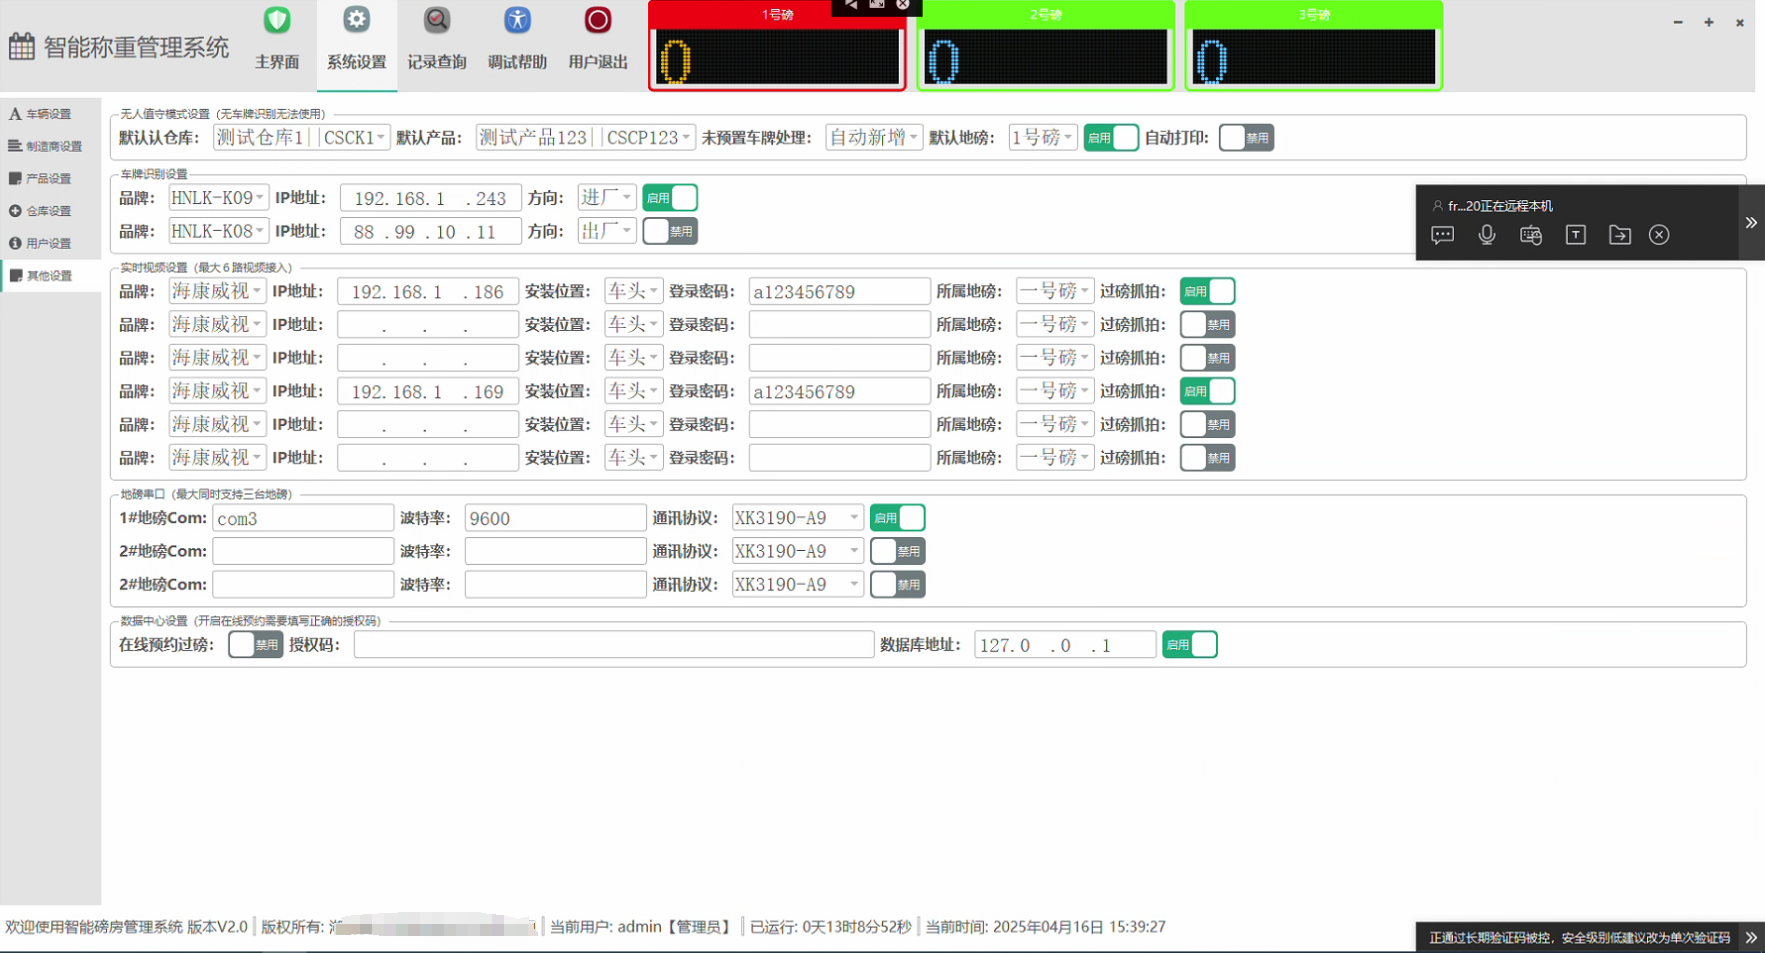 智能称重管理系统
主界面
系统设置
记录查询
调试帮助
用户退出
1号磅
0
2号磅
0
3号磅
0
车辆设置
制造商设置
产品设置
仓库设置
用户设置
其他设置
无人值守模式设置（无车牌识别无法使用）
默认认仓库： 测试仓库1||CSCK1 默认产品： 测试产品123||CSCP123 未预置车牌处理： 自动新增 默认地磅： 1号磅 启用 自动打印: 禁用
车牌识别设置
品牌： HNLK-K09 IP地址： 192.168.1 .243 方向： 进厂 启用
品牌： HNLK-K08 IP地址： 88 .99 .10 .11 方向： 出厂 禁用
实时视频设置（最大６路视频接入）
品牌： 海康威视 IP地址： 192.168.1 .186 安装位置： 车头 登录密码： a123456789 所属地磅： 一号磅 过磅抓拍： 启用
品牌： 海康威视 IP地址： . . . 安装位置： 车头 登录密码： 所属地磅： 一号磅 过磅抓拍： 禁用
品牌： 海康威视 IP地址： . . . 安装位置： 车头 登录密码： 所属地磅： 一号磅 过磅抓拍： 禁用
品牌： 海康威视 IP地址： 192.168.1 .169 安装位置： 车头 登录密码： a123456789 所属地磅： 一号磅 过磅抓拍： 启用
品牌： 海康威视 IP地址： . . . 安装位置： 车头 登录密码： 所属地磅： 一号磅 过磅抓拍： 禁用
品牌： 海康威视 IP地址： . . . 安装位置： 车头 登录密码： 所属地磅： 一号磅 过磅抓拍： 禁用
地磅串口（最大同时支持三台地磅）
1#地磅Com: com3 波特率： 9600 通讯协议： XK3190-A9 启用
2#地磅Com: 波特率： 通讯协议： XK3190-A9 禁用
2#地磅Com: 波特率： 通讯协议： XK3190-A9 禁用
数据中心设置（开启在线预约需要填写正确的授权码）
在线预约过磅： 禁用 授权码： 数据库地址： 127.0 .0 .1 启用
fr...20正在远程本机
欢迎使用智能磅房管理系统 版本V2.0 版权所有: 当前用户: admin【管理员】 已运行: 0天13时8分52秒 当前时间: 2025年04月16日 15:39:27
正通过长期验证码被控，安全级别低建议改为单次验证码